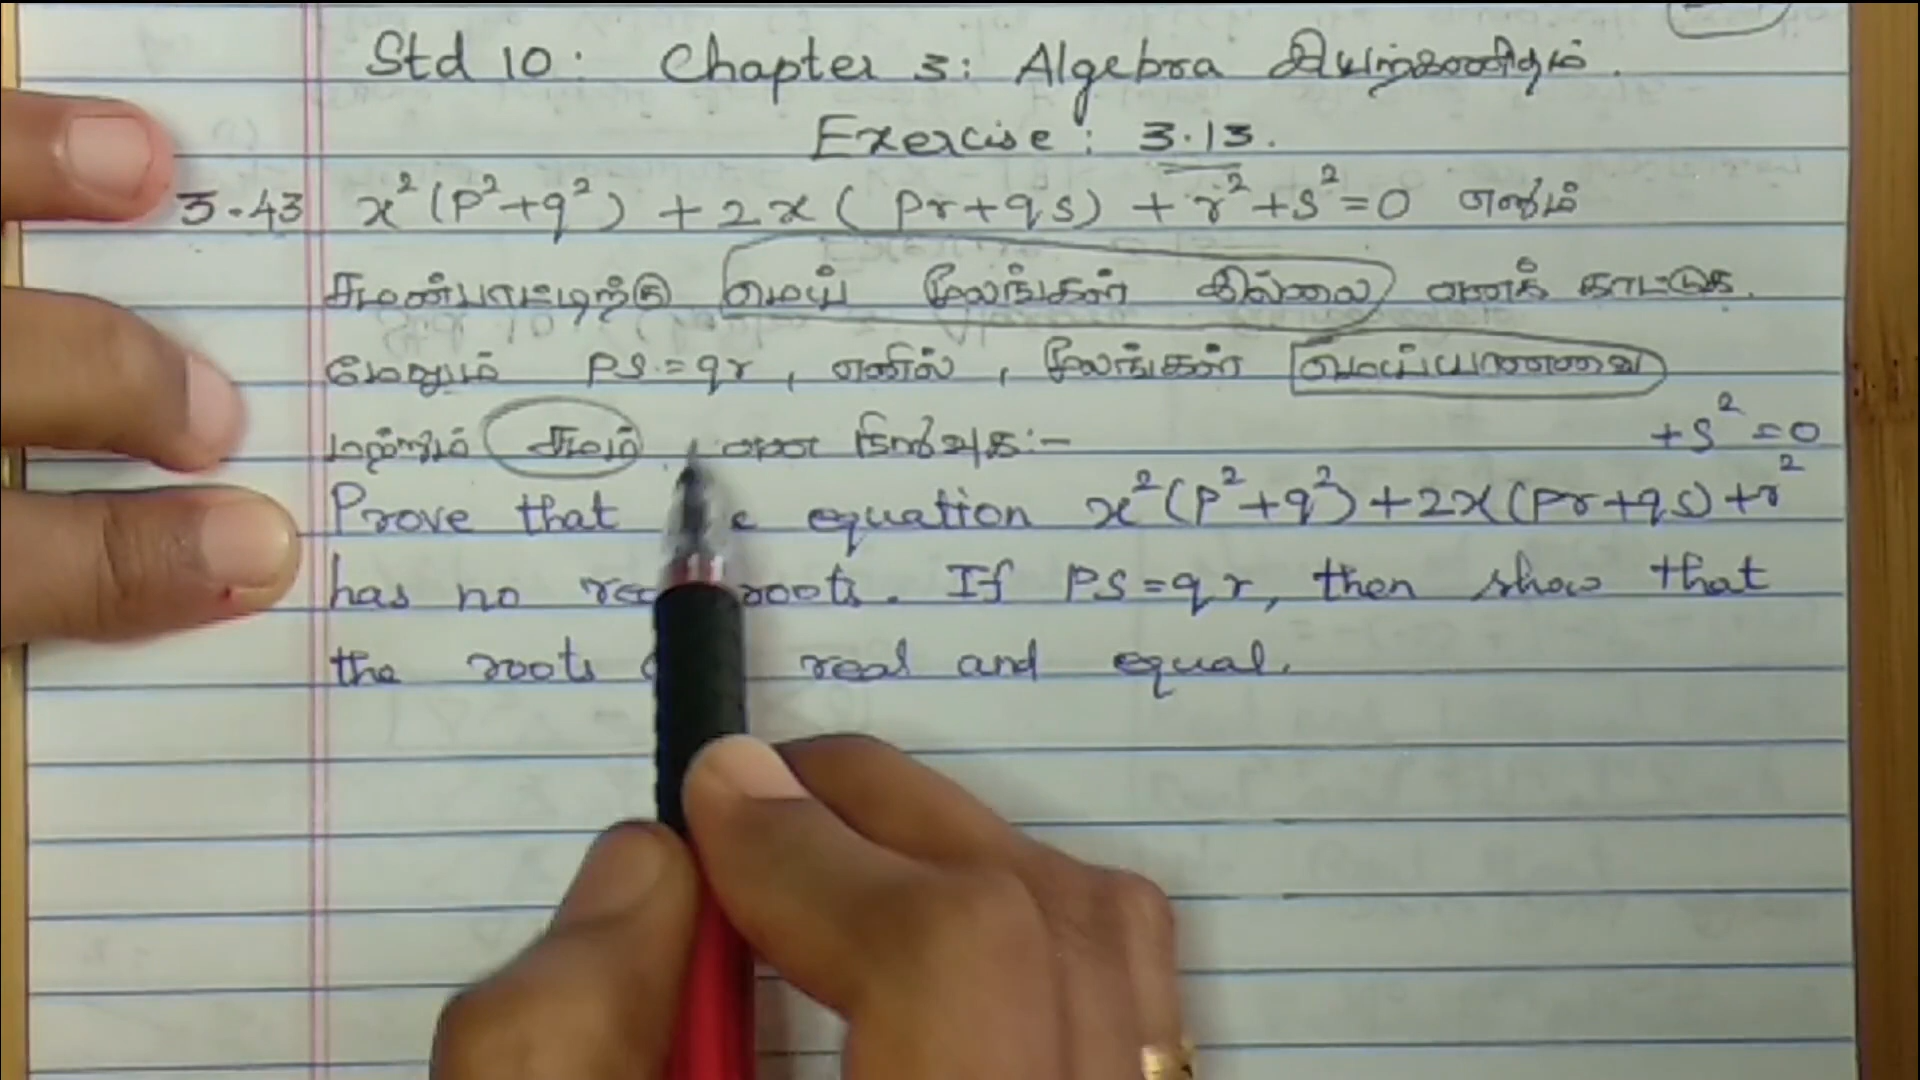 Std 10: Chapter 3: Algebra இயற்கணிதம்.
Exercise: 3.13.
3.43 x²(p²+q²) + 2x(pr+qs) + r²+s²=0 எனும்
சமன்பாட்டிற்கு மெய் மூலங்கள் இல்லை எனக் காட்டுக.
மேலும் ps=qr, எனில், மூலங்கள் மெய்யானவை
மற்றும் சமம் என நிறுவுக:-
+s²=0
Prove that equation x²(p²+q²)+2x(pr+qs)+r²
has no roots. If ps=qr, then show that
the roots real and equal.